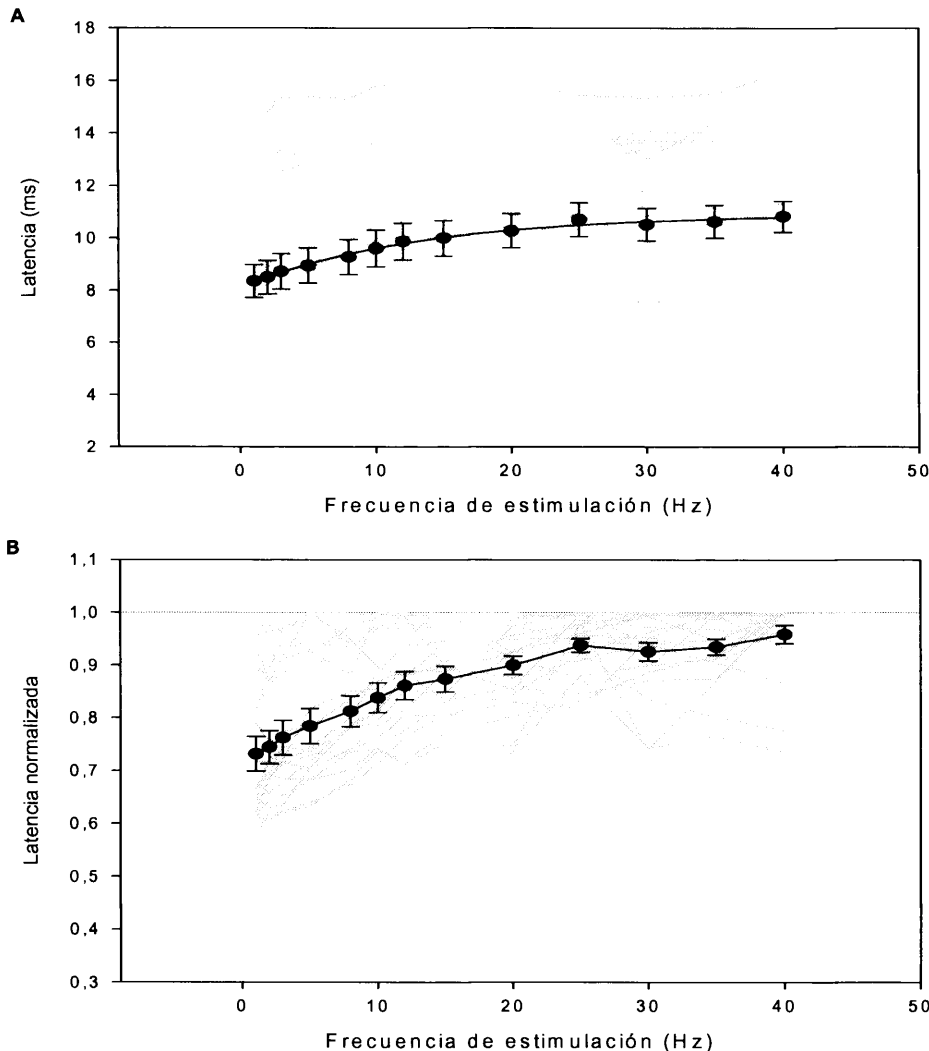 A
18
16
14
12
10
8
6
4
2
Latencia (ms)
0 10 20 30 40 50
Frecuencia de estimulación (Hz)
B
1,1
1,0
0,9
0,8
0,7
0,6
0,5
0,4
0,3
Latencia normalizada
0 10 20 30 40 50
Frecuencia de estimulación (Hz)